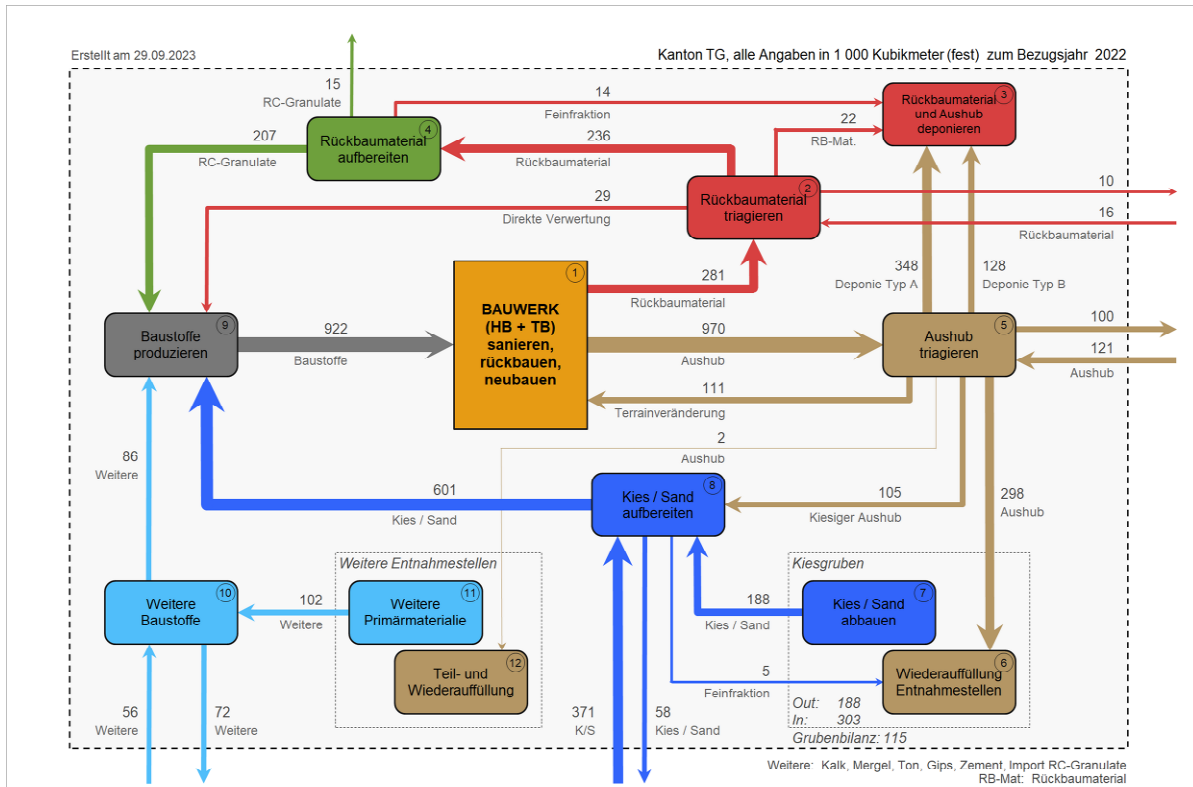 Erstellt am 29.09.2023
Kanton TG, alle Angaben in 1 000 Kubikmeter (fest) zum Bezugsjahr 2022
15
RC-Granulate
14
Feinfraktion
3
Rückbaumaterial
und Aushub
deponieren
4
Rückbaumaterial
aufbereiten
207
RC-Granulate
236
Rückbaumaterial
22
RB-Mat.
2
Rückbaumaterial
triagieren
10
29
Direkte Verwertung
16
Rückbaumaterial
1
BAUWERK
(HB + TB)
sanieren,
rückbauen,
neubauen
281
Rückbaumaterial
348
Deponie Typ A
128
Deponie Typ B
9
Baustoffe
produzieren
922
Baustoffe
970
Aushub
5
Aushub
triagieren
100
121
Aushub
111
Terrainveränderung
2
Aushub
86
Weitere
601
Kies / Sand
8
Kies / Sand
aufbereiten
105
Kiesiger Aushub
298
Aushub
Weitere Entnahmestellen
Kiesgruben
10
Weitere
Baustoffe
102
Weitere
11
Weitere
Primärmaterialie
188
Kies / Sand
7
Kies / Sand
abbauen
12
Teil- und
Wiederauffüllung
5
Feinfraktion
6
Wiederauffüllung
Entnahmestellen
56
Weitere
72
Weitere
371
K/S
58
Kies / Sand
Out: 188
In: 303
Grubenbilanz: 115
Weitere: Kalk, Mergel, Ton, Gips, Zement, Import RC-Granulate
RB-Mat: Rückbaumaterial